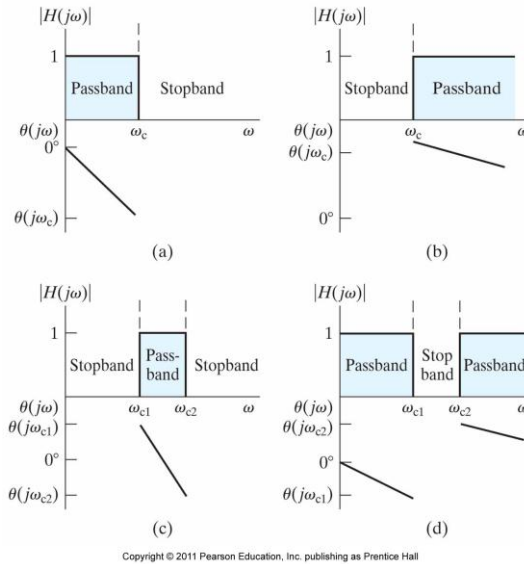 |H(jω)|
1
Passband
Stopband
θ(jω)
ω_c
ω
0°
θ(jω_c)
(a)
|H(jω)|
1
Stopband
Passband
θ(jω)
ω_c
ω
θ(jω_c)
0°
(b)
|H(jω)|
1
Stopband
Pass-
band
Stopband
θ(jω)
ω_c1
ω_c2
ω
θ(jω_c1)
0°
θ(jω_c2)
(c)
|H(jω)|
1
Passband
Stop
band
Passband
θ(jω)
ω_c1
ω_c2
ω
θ(jω_c2)
0°
θ(jω_c1)
(d)
Copyright © 2011 Pearson Education, Inc. publishing as Prentice Hall